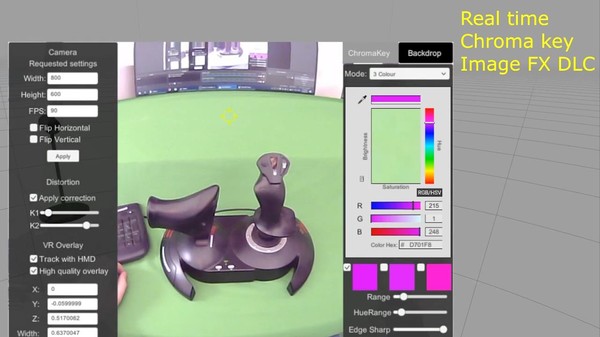 Real time
Chroma key
Image FX DLC
Camera
Requested settings
Width: 800
Height: 600
FPS: 90
Flip Horizontal
Flip Vertical
Apply
Distortion
Apply correction
K1
K2
VR Overlay
Track with HMD
High quality overlay
X: 0
Y: -0.0599999
Z: 0.5170062
Width: 0.6370047
ChromaKey Backdrop
Mode: 3 Colour
Brightness
Hue
Saturation
RGB/HSV
R 215
G 1
B 248
Color Hex: # D701F8
Range
HueRange
Edge Sharp